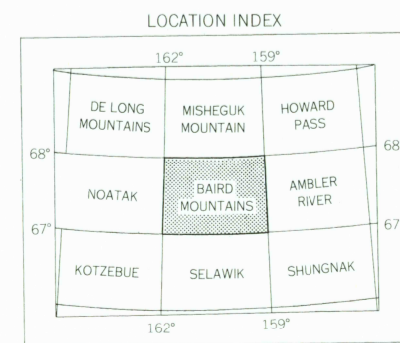 LOCATION INDEX
162° 159°
DE LONG MOUNTAINS
MISHEGUK MOUNTAIN
HOWARD PASS
68° 68
NOATAK
BAIRD MOUNTAINS
AMBLER RIVER
67° 67
KOTZEBUE
SELAWIK
SHUNGNAK
162° 159°